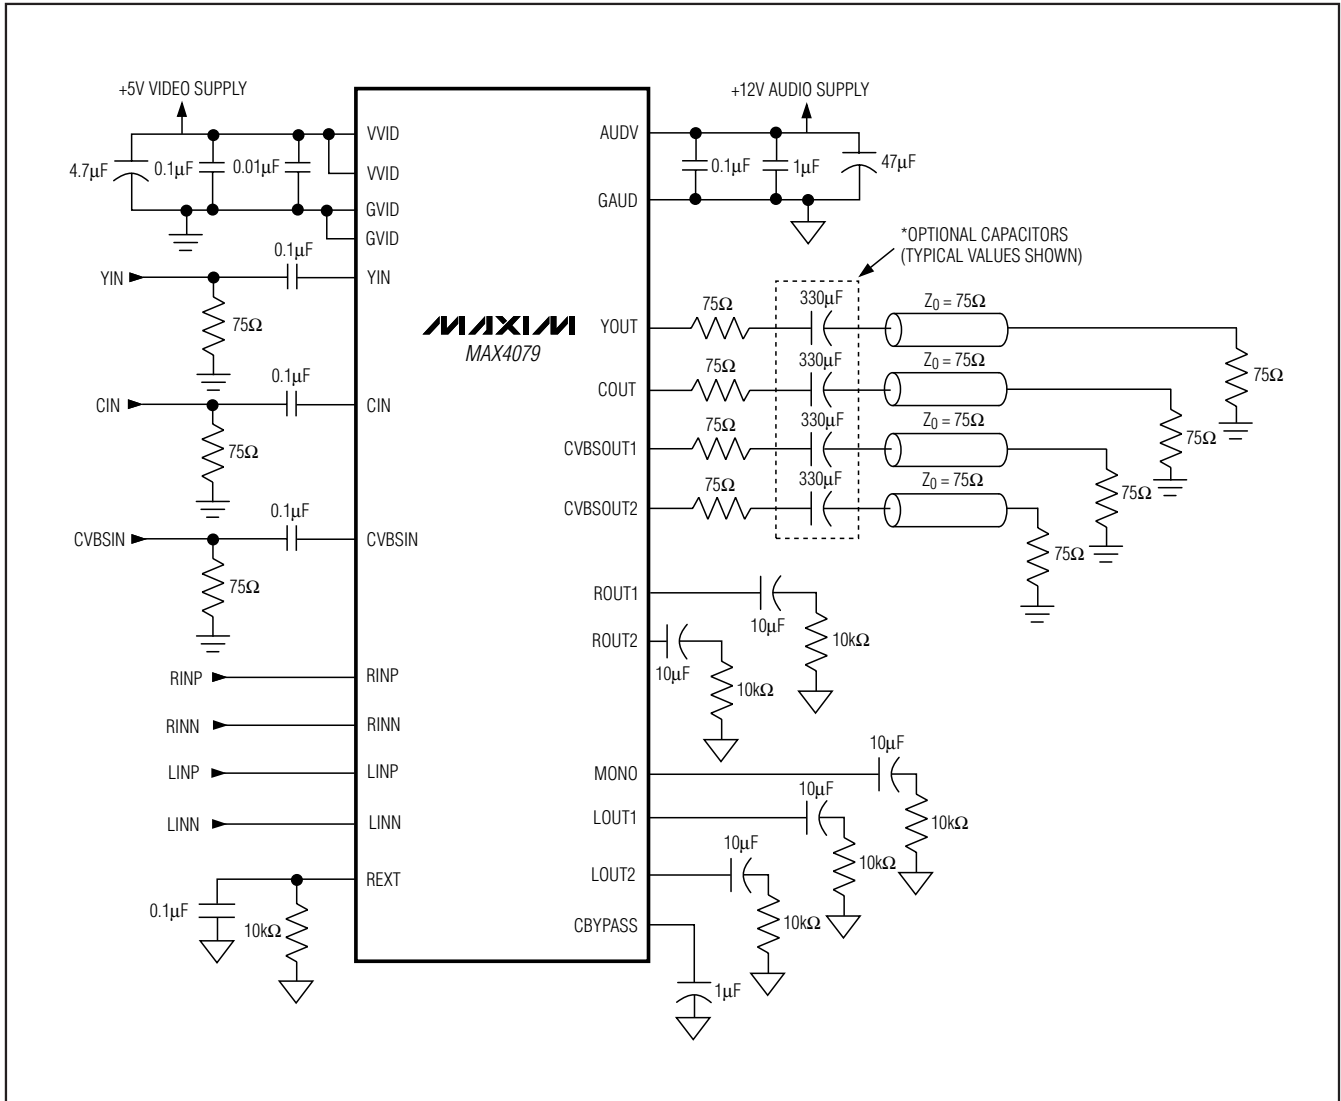 +5V VIDEO SUPPLY
4.7µF
0.1µF
0.01µF
VVID
VVID
GVID
GVID
YIN
0.1µF
YIN
75Ω
CIN
0.1µF
CIN
75Ω
CVBSIN
0.1µF
CVBSIN
75Ω
RINP
RINP
RINN
RINN
LINP
LINP
LINN
LINN
REXT
0.1µF
10kΩ
MAXIM
MAX4079
+12V AUDIO SUPPLY
AUDV
0.1µF
1µF
47µF
GAUD
*OPTIONAL CAPACITORS
(TYPICAL VALUES SHOWN)
YOUT
75Ω
330µF
Z0 = 75Ω
75Ω
COUT
75Ω
330µF
Z0 = 75Ω
75Ω
CVBSOUT1
75Ω
330µF
Z0 = 75Ω
75Ω
CVBSOUT2
75Ω
330µF
Z0 = 75Ω
75Ω
ROUT1
10µF
10kΩ
ROUT2
10µF
10kΩ
MONO
10µF
10kΩ
LOUT1
10µF
10kΩ
LOUT2
10µF
10kΩ
CBYPASS
1µF